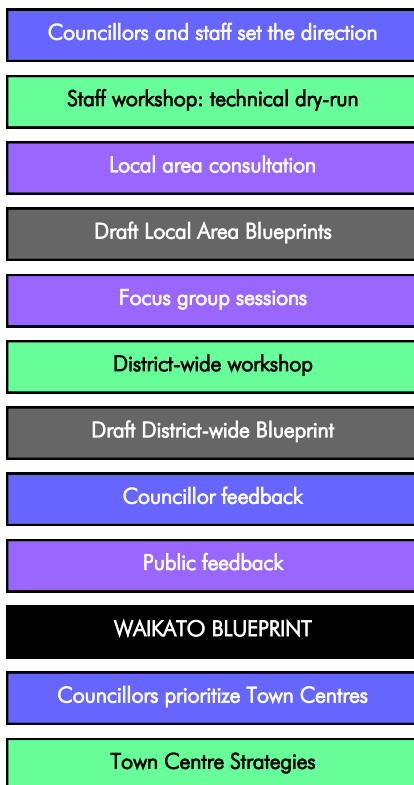 Councillors and staff set the direction
Staff workshop: technical dry-run
Local area consultation
Draft Local Area Blueprints
Focus group sessions
District-wide workshop
Draft District-wide Blueprint
Councillor feedback
Public feedback
WAIKATO BLUEPRINT
Councillors prioritize Town Centres
Town Centre Strategies